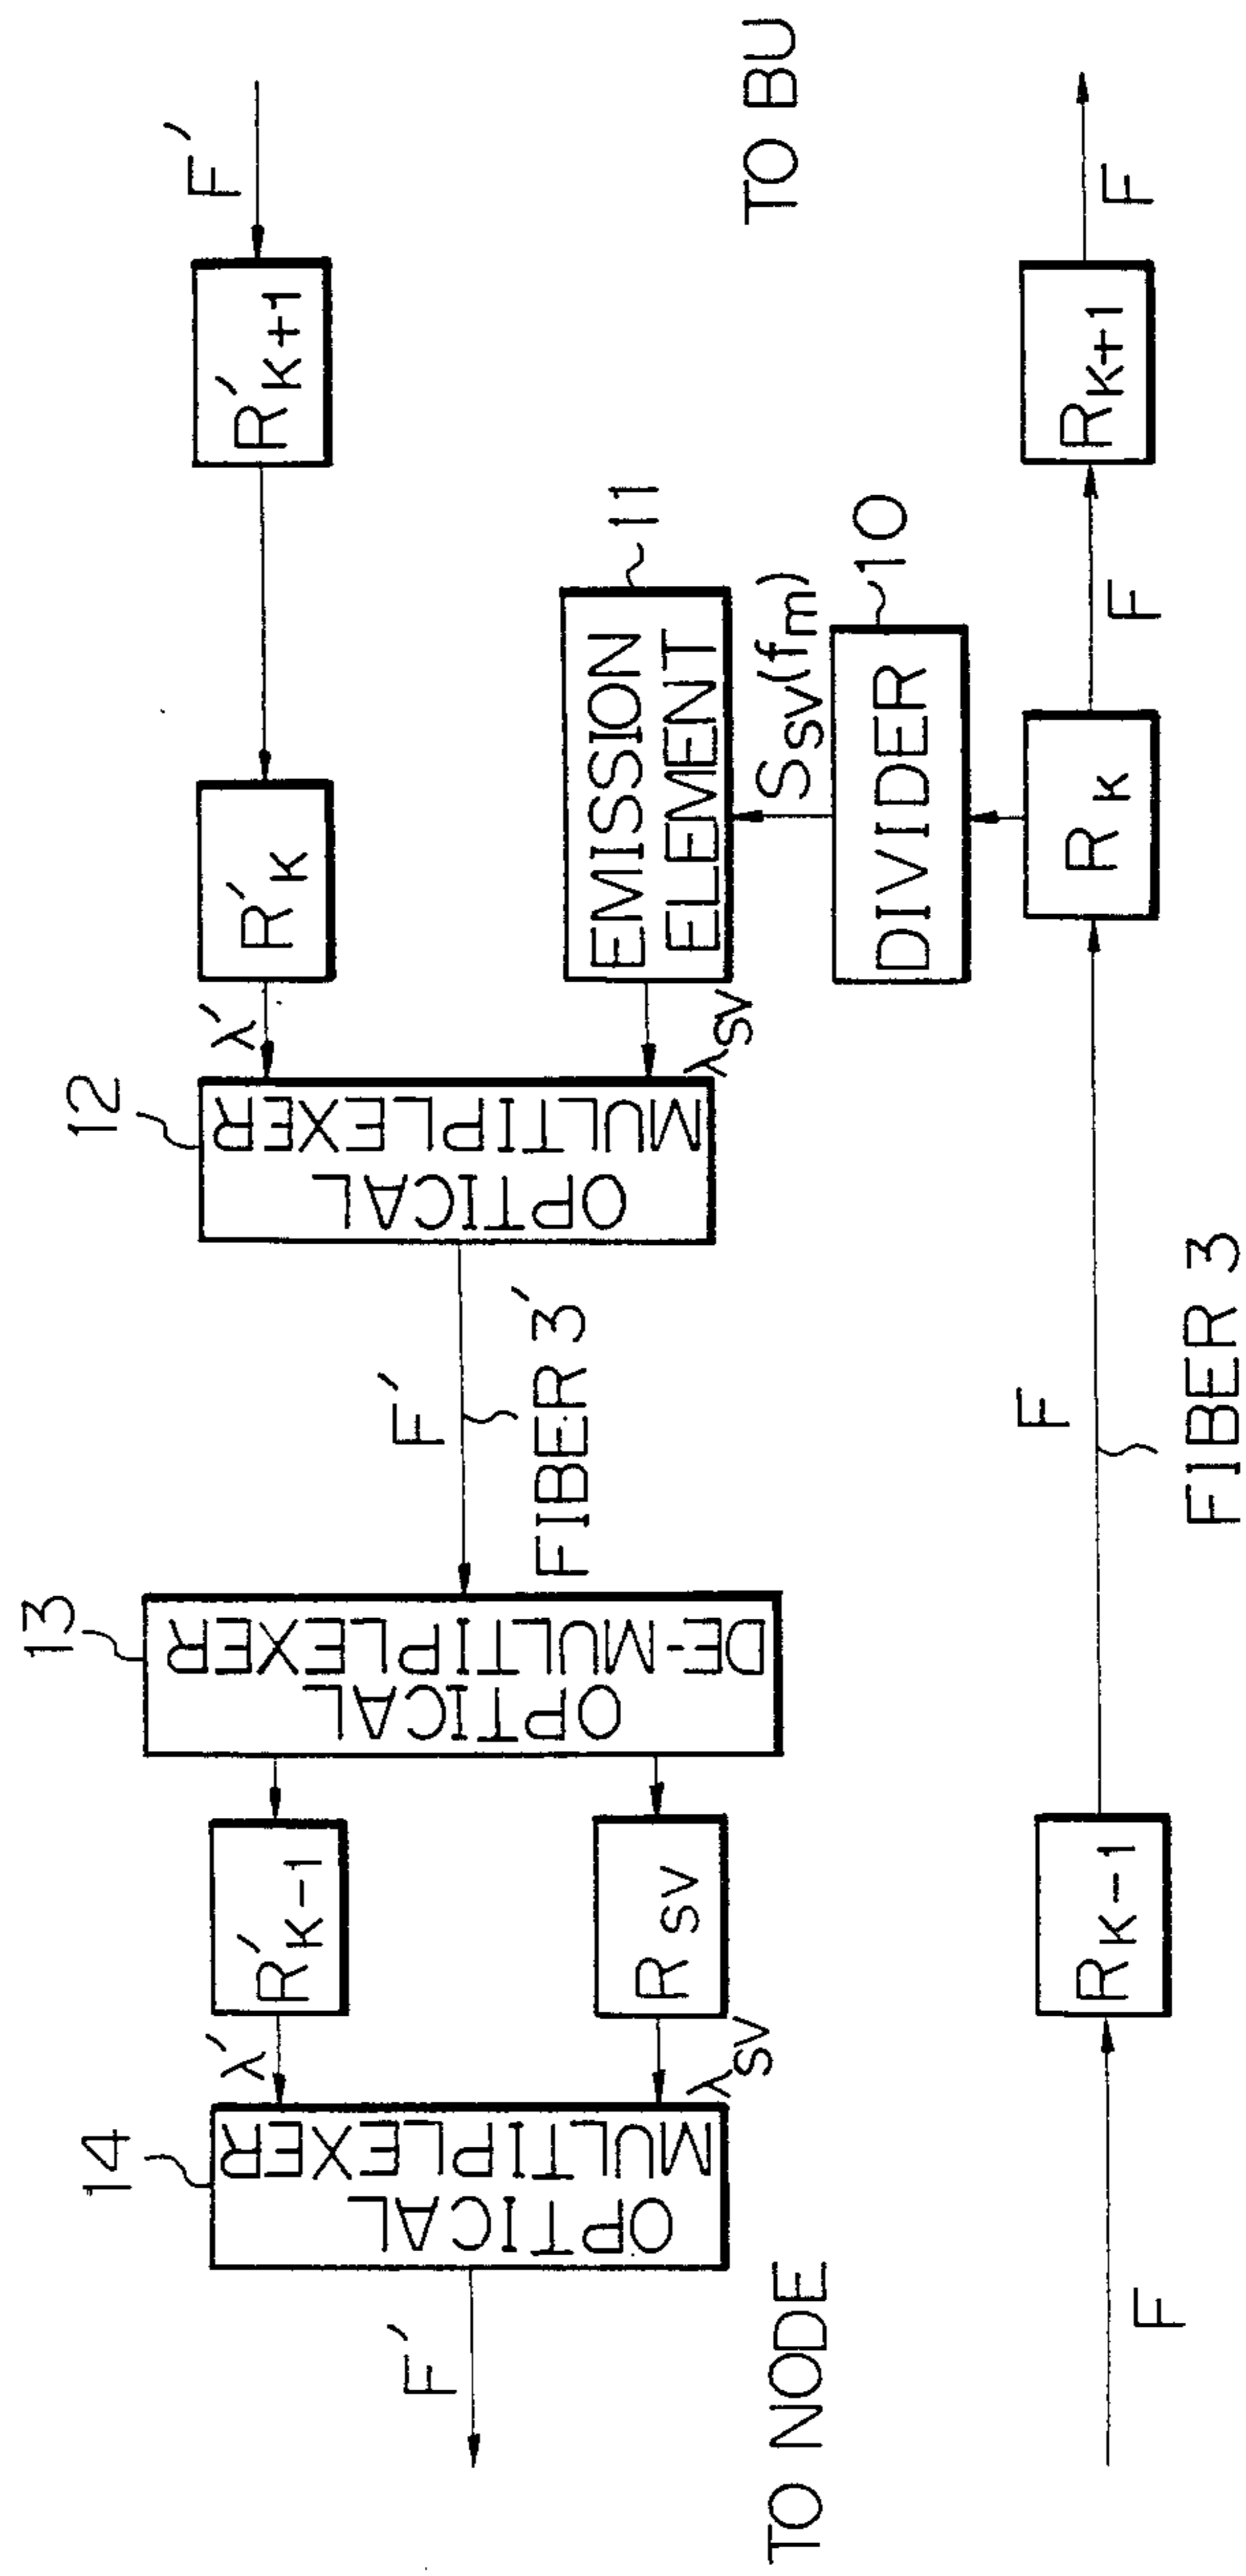 F'
R'K+1
R'K
λ'
12
OPTICAL
MULTIPLEXER
λSV
11
EMISSION
ELEMENT
SSV(fm)
10
DIVIDER
F'
FIBER 3'
13
OPTICAL
DE-MULTIPLEXER
R'K-1
RSV
λ'
λSV
14
OPTICAL
MULTIPLEXER
F'
TO NODE
TO BU
F
RK-1
F
FIBER 3
RK
F
RK+1
F